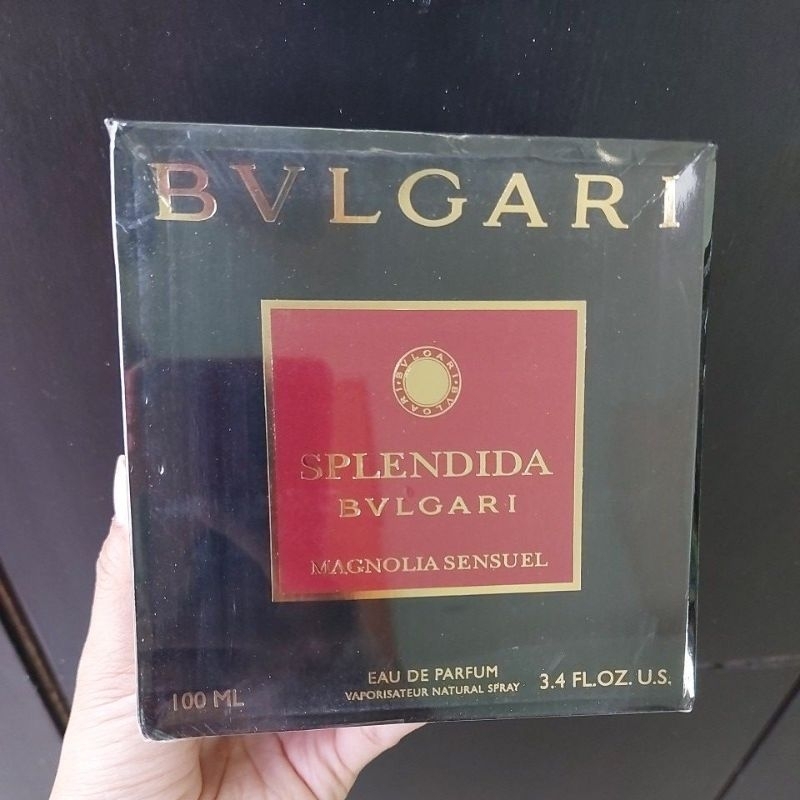 BVLGARI
BVLGARI · BVLGARI ·
SPLENDIDA
BVLGARI
MAGNOLIA SENSUEL
EAU DE PARFUM
VAPORISATEUR NATURAL SPRAY
100 ML
3.4 FL.OZ. U.S.